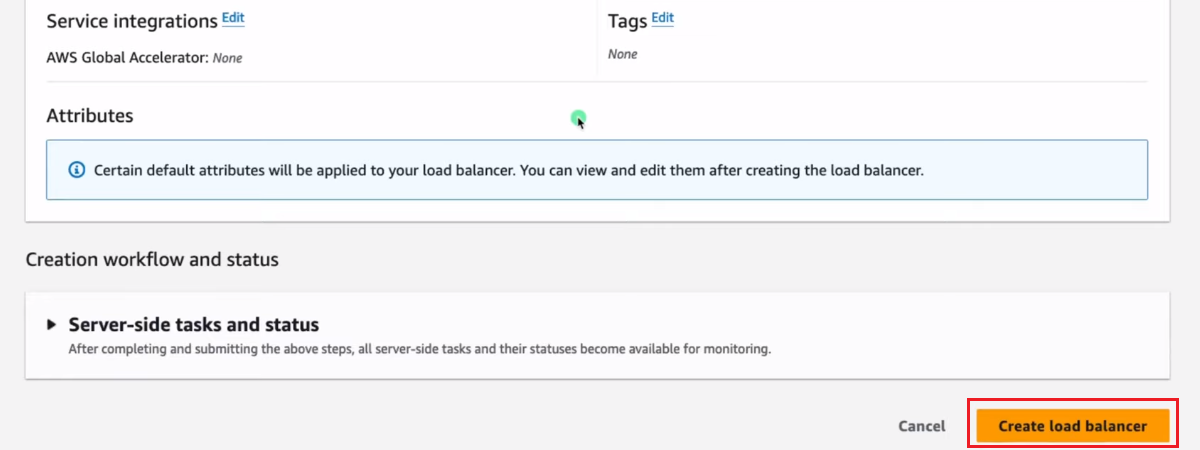 Service integrations Edit
AWS Global Accelerator: None
Tags Edit
None
Attributes
Certain default attributes will be applied to your load balancer. You can view and edit them after creating the load balancer.
Creation workflow and status
Server-side tasks and status
After completing and submitting the above steps, all server-side tasks and their statuses become available for monitoring.
Cancel
Create load balancer